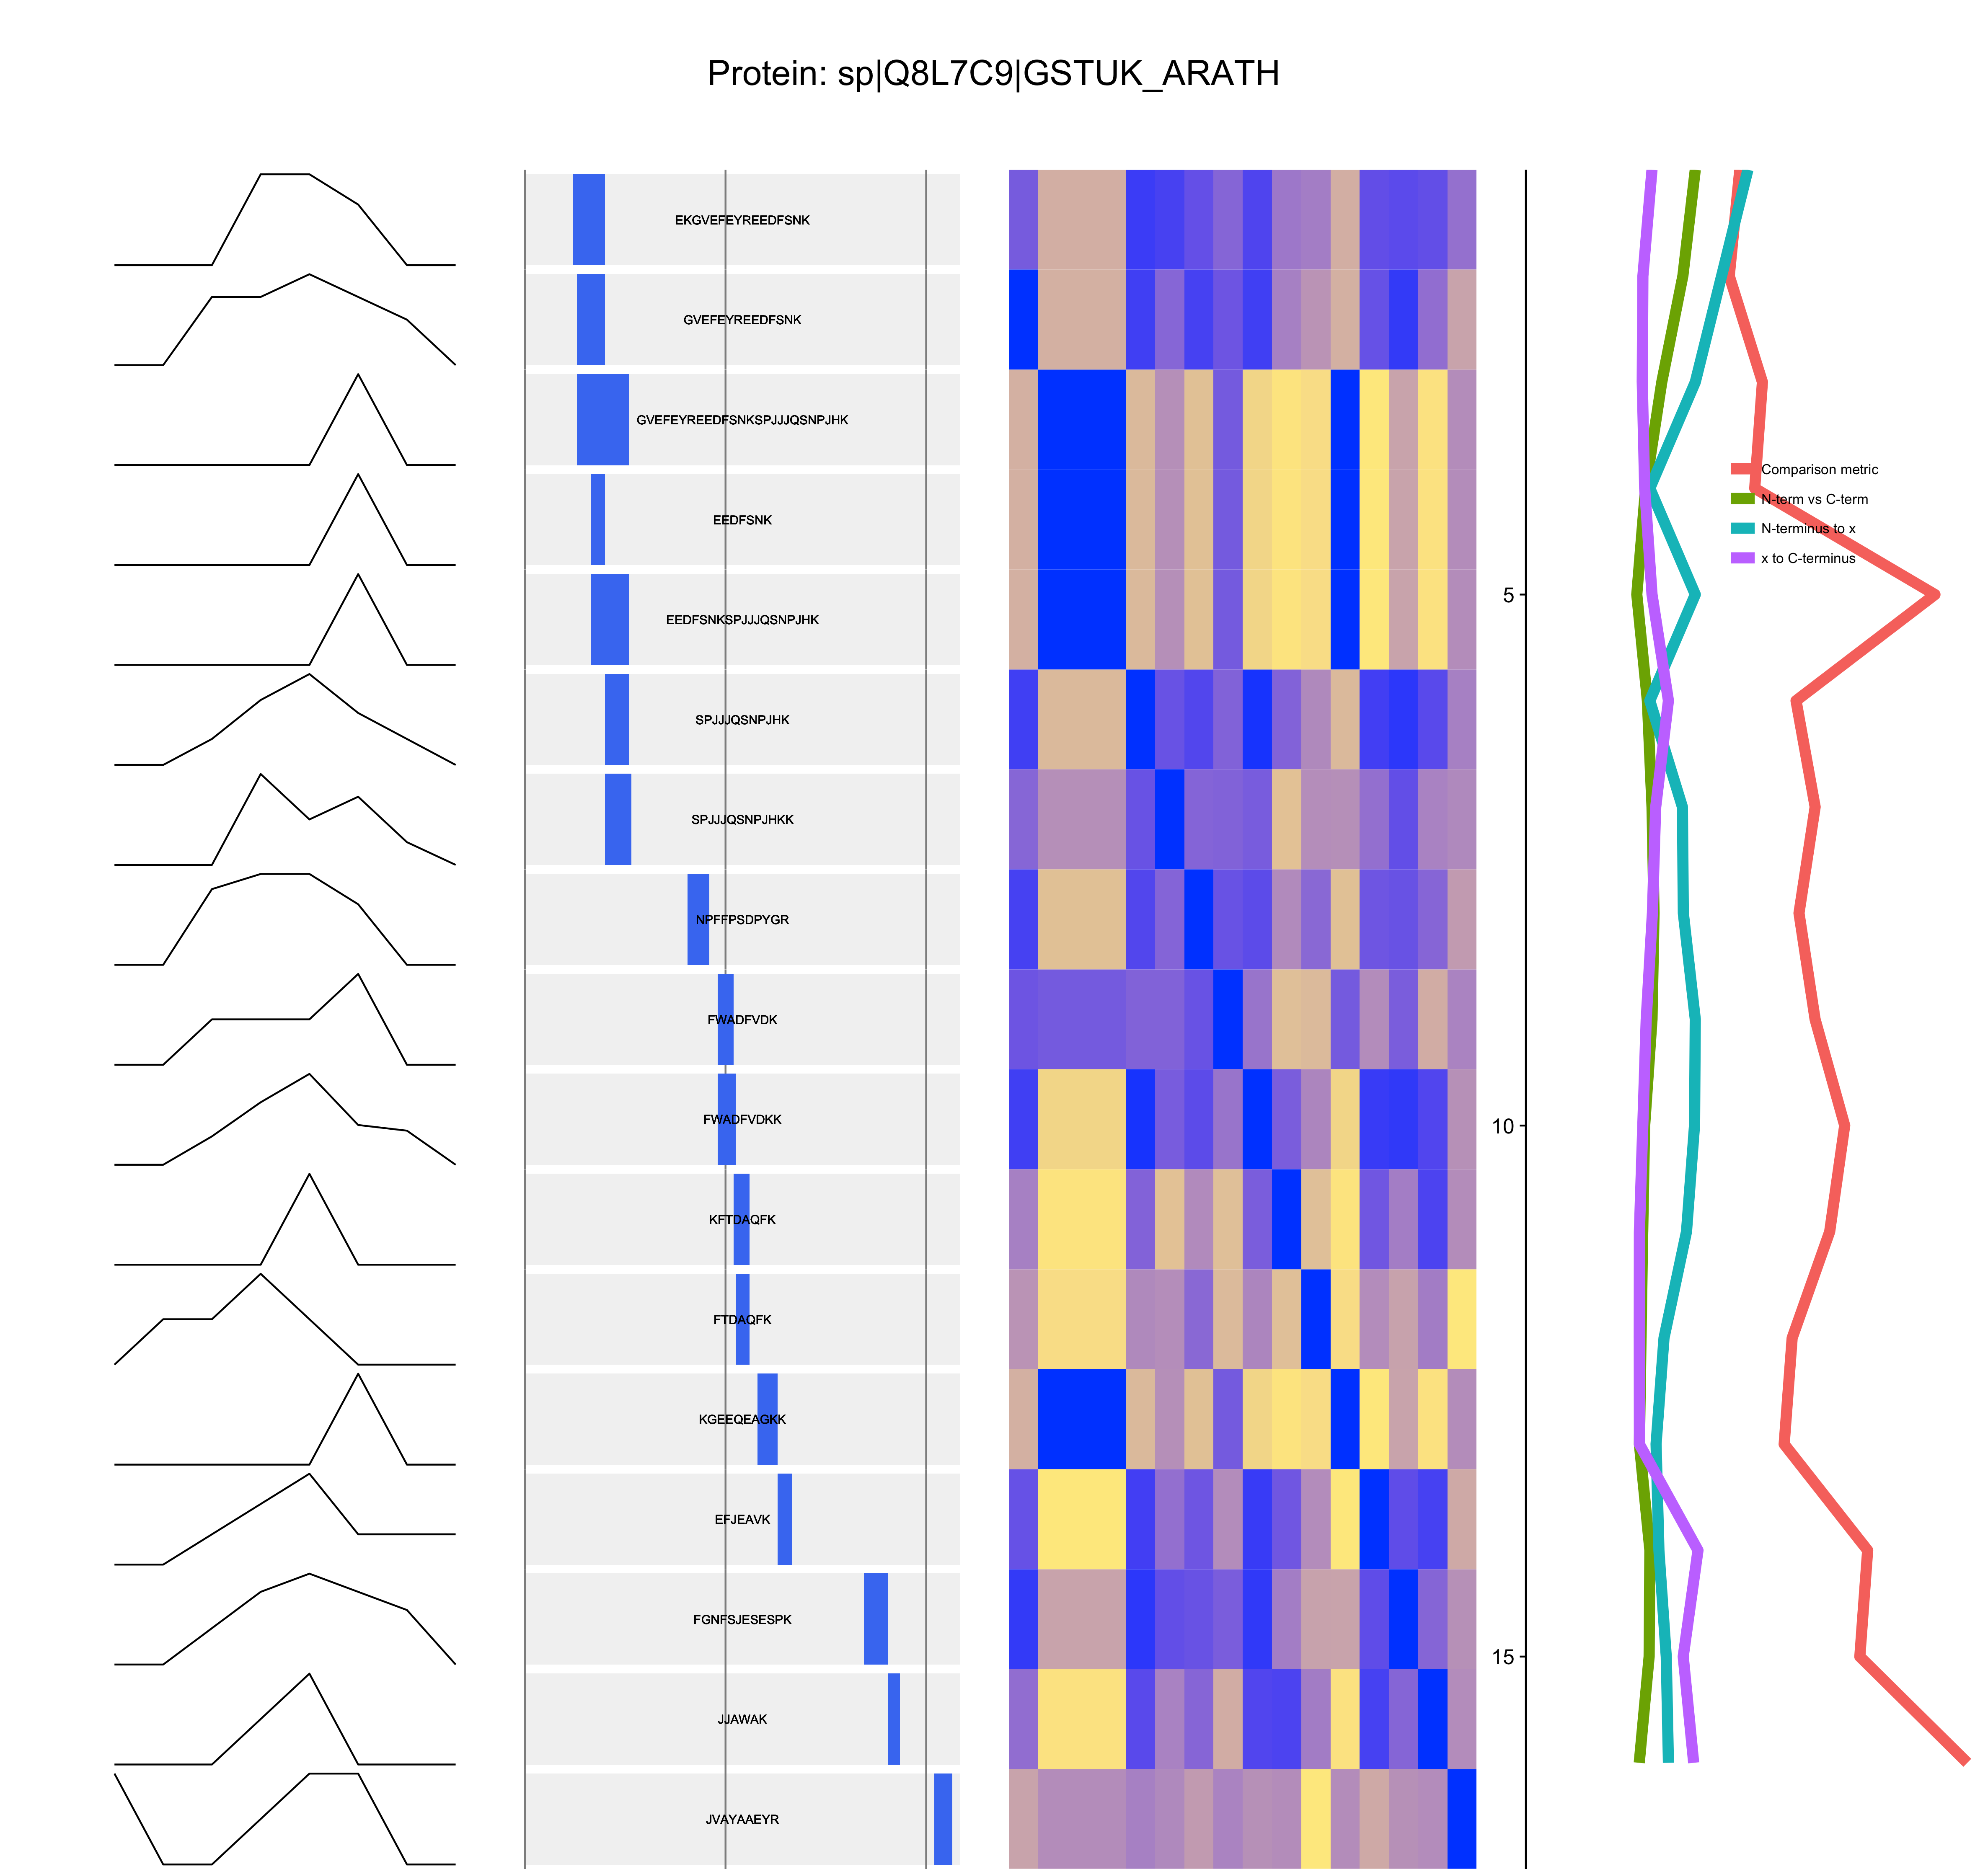 Protein: sp|Q8L7C9|GSTUK_ARATH
EKGVEFEYREEDFSNK
GVEFEYREEDFSNK
GVEFEYREEDFSNKSPJJJQSNPJHK
Comparison metric
N-term vs C-term
EEDFSNK
N-terminus to x
x to C-terminus
5
EEDFSNKSPJJJQSNPJHK
SPJJJQSNPJHK
SPJJJQSNPJHKK
NPFFPSDPYGR
FWADFVDK
FWADFVDKK
10
KFTDAQFK
FTDAQFK
KGEEQEAGKK
EFJEAVK
FGNFSJESESPK
15
JJAWAK
JVAYAAEYR